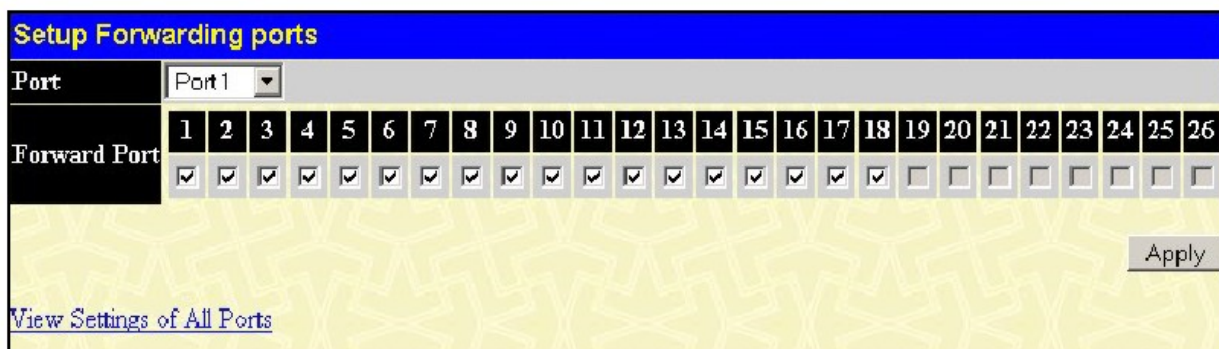 Setup Forwarding ports
Port Port1
1 2 3 4 5 6 7 8 9 10 11 12 13 14 15 16 17 18 19 20 21 22 23 24 25 26
Forward Port
Apply
View Settings of All Ports